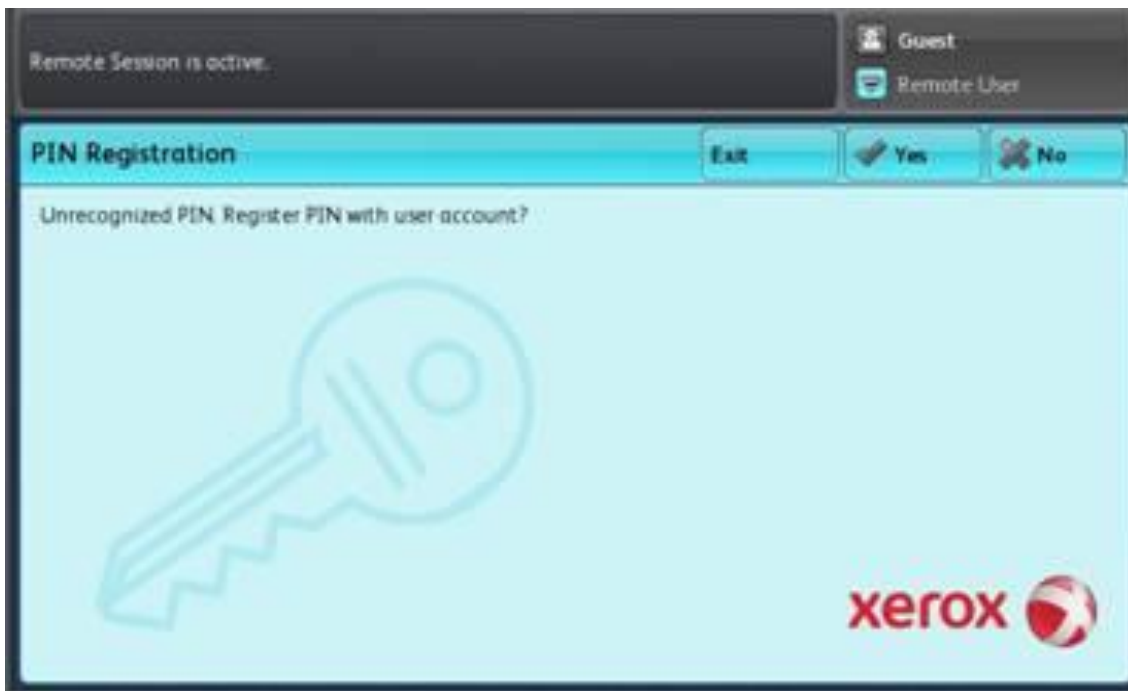 Remote Session is active.
Guest
Remote User
PIN Registration
Exit
Yes
No
Unrecognized PIN. Register PIN with user account?
xerox